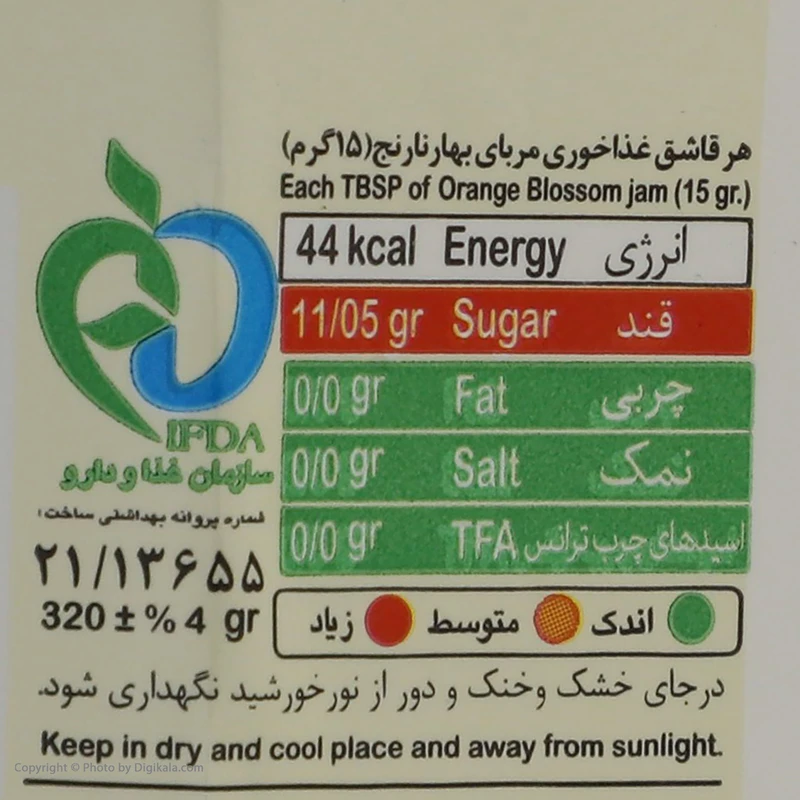 هر قاشق غذاخوری مربای بهارنارنج(۱۵گرم)
Each TBSP of Orange Blossom jam (15 gr.)
44 kcal Energy انرژی
11/05 gr Sugar قند
0/0 gr Fat چربی
0/0 gr Salt نمک
0/0 gr TFA اسیدهای چرب ترانس
اندک متوسط زیاد
IFDA
سازمان غذا و دارو
شماره پروانه بهداشتی ساخت:
۲۱/۱۳۶۵۵
320 ± % 4 gr
درجای خشک وخنک و دور از نورخورشید نگهداری شود.
Keep in dry and cool place and away from sunlight.
Copyright © Photo by Digikala.com